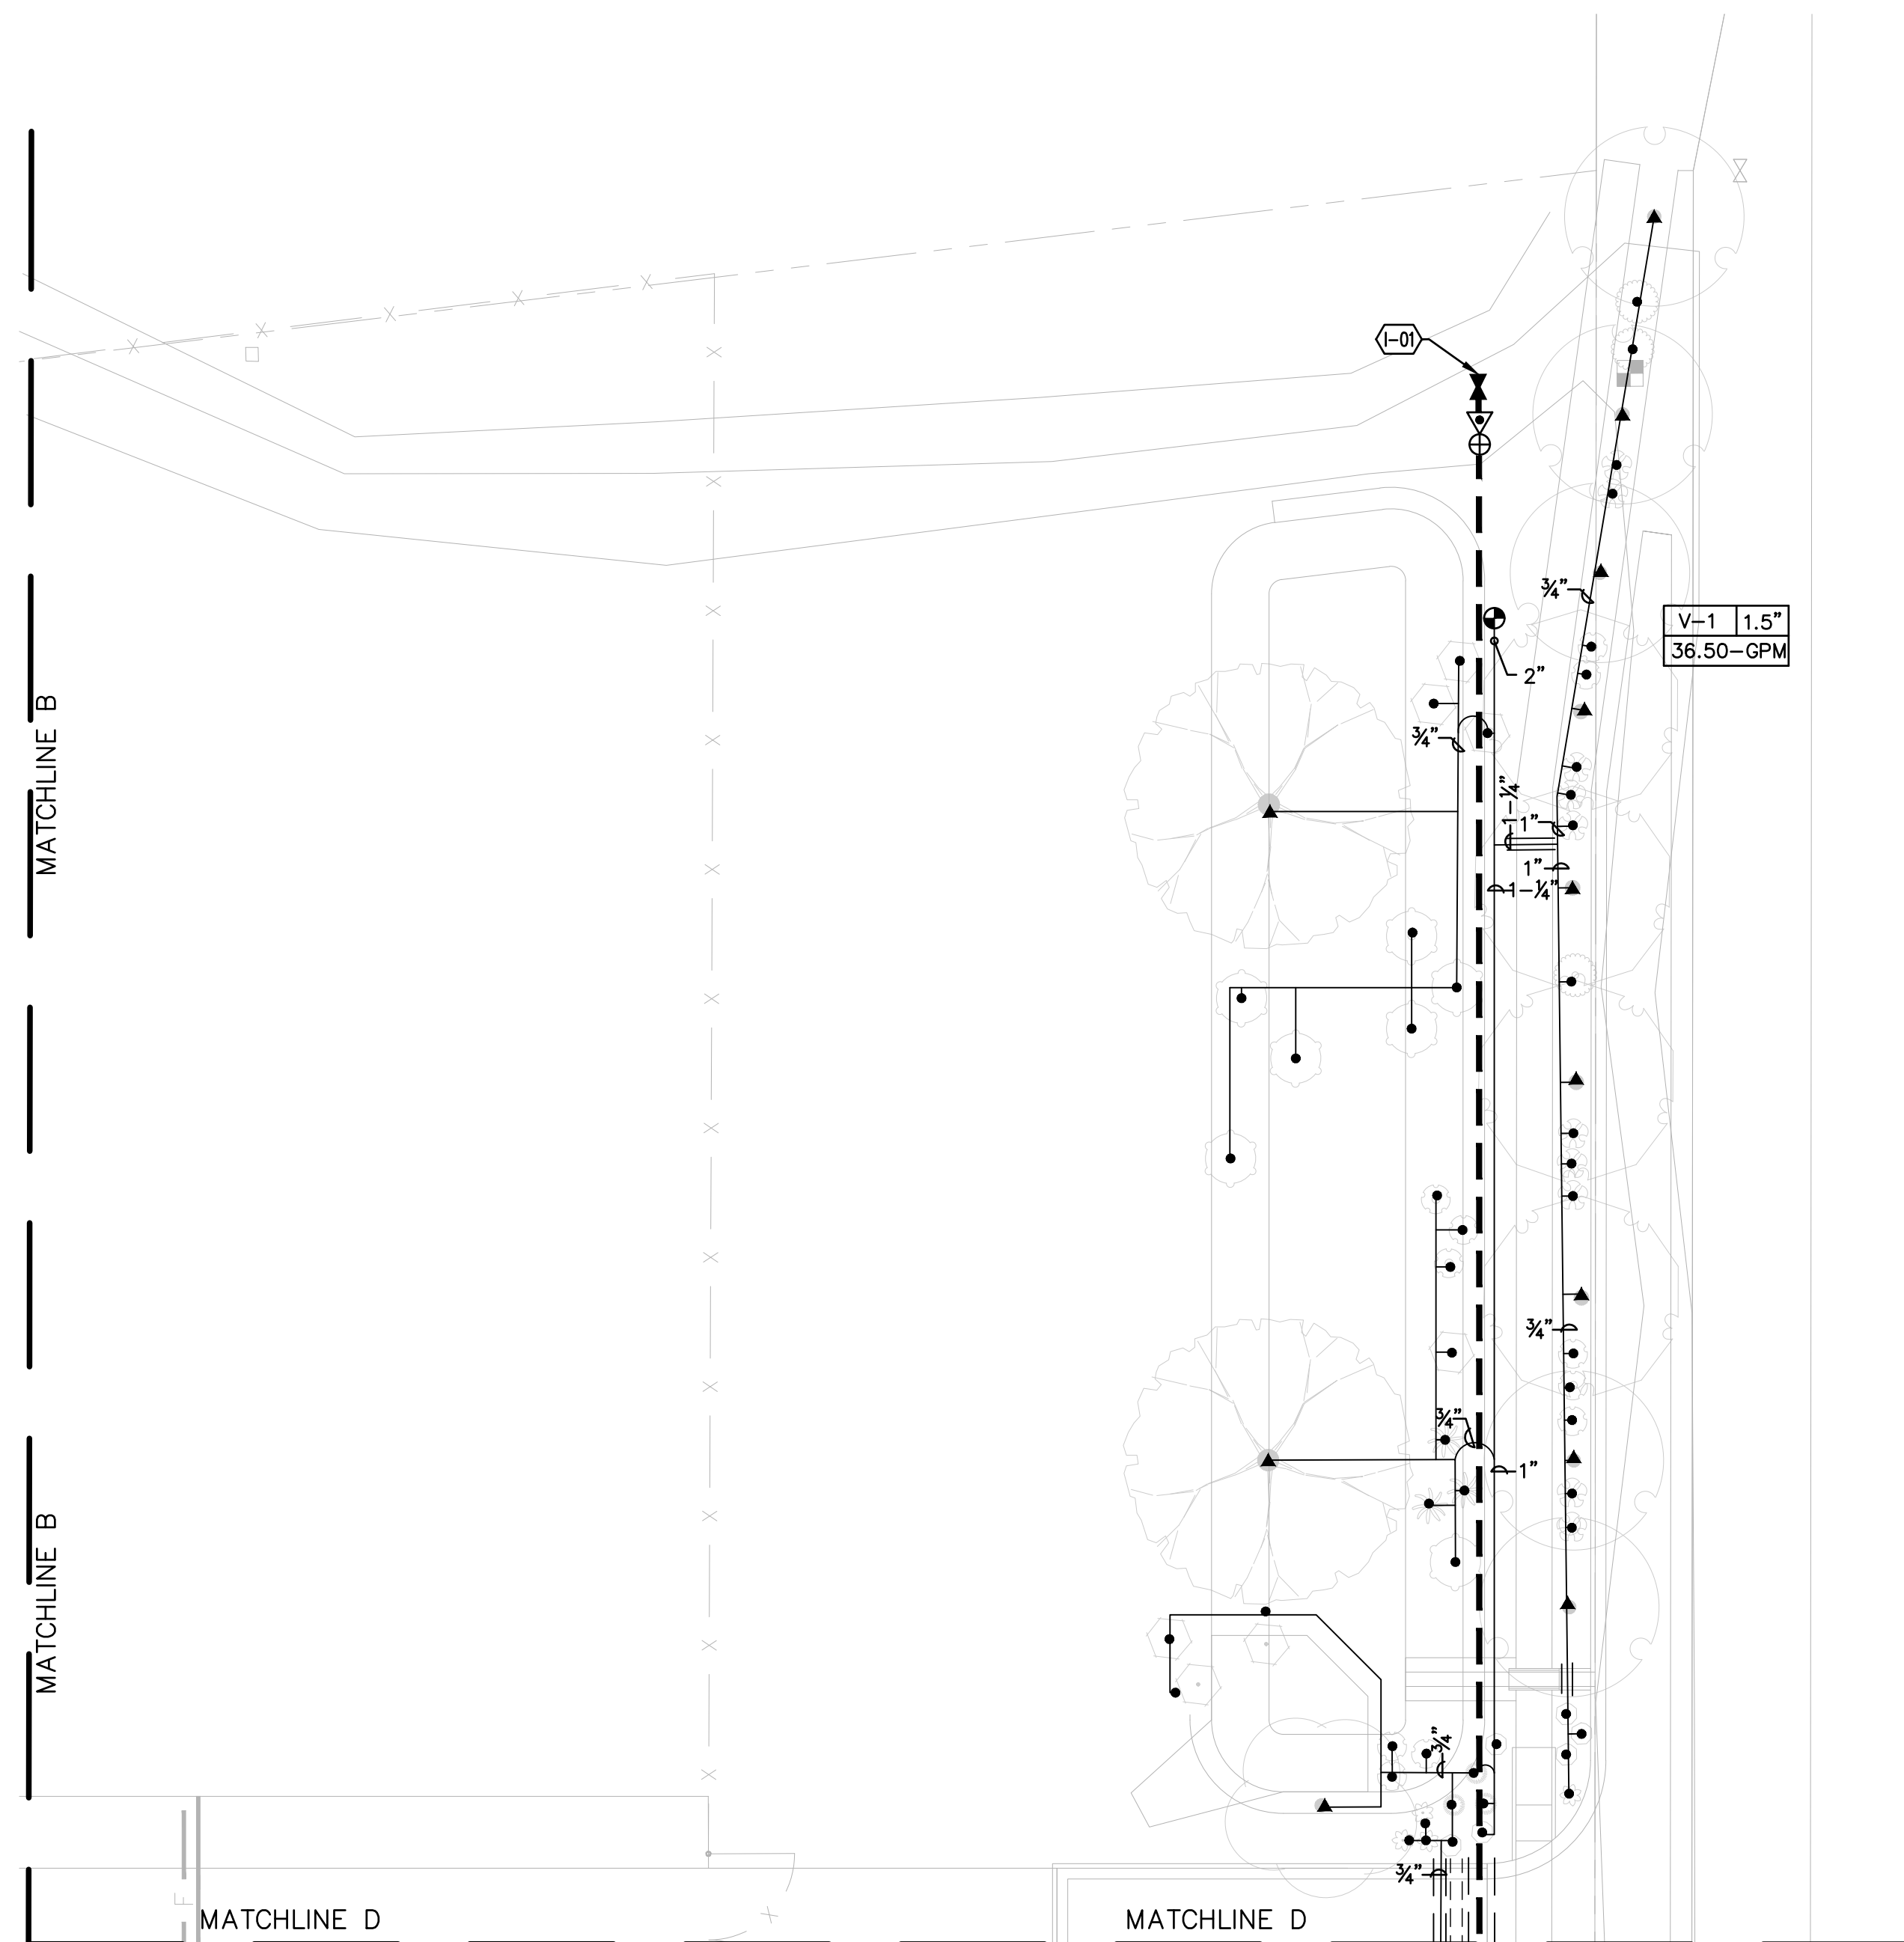 I-01
¾"
V-1 1.5"
36.50-GPM
2"
MATCHLINE B
¾"
1-¼"
1"
1"
1-¼"
¾"
¾"
1"
MATCHLINE B
¾"
¾"
F
MATCHLINE D
MATCHLINE D